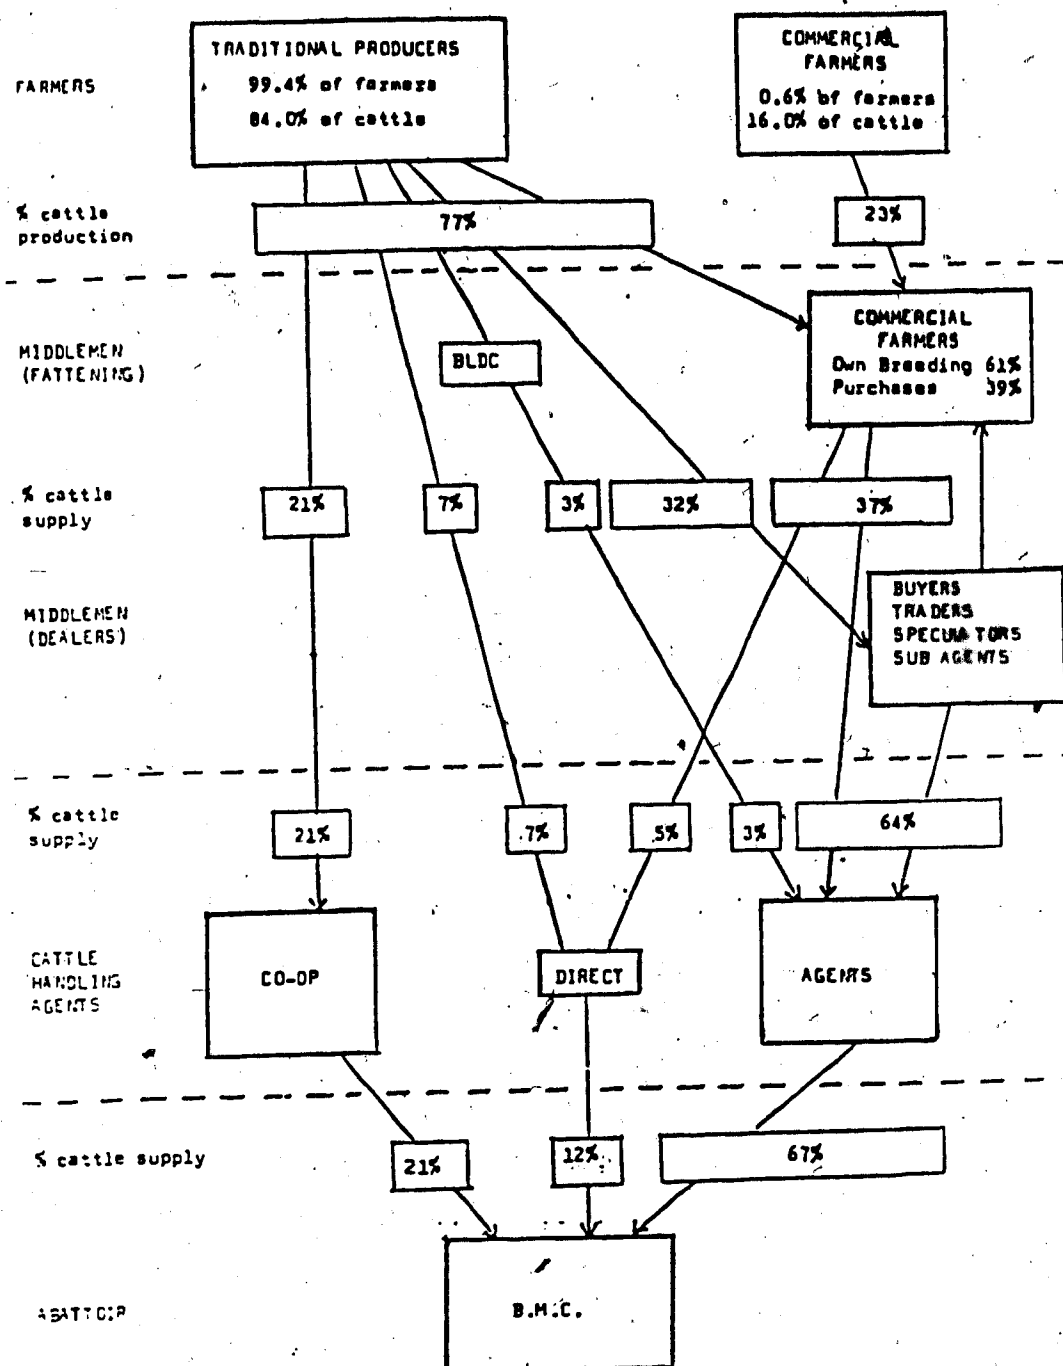 TRADITIONAL PRODUCERS
99.4% of farmers
84.0% of cattle
COMMERCIAL
FARMERS
0.6% of farmers
16.0% of cattle
FARMERS
% cattle
production
77%
23%
MIDDLEMEN
(FATTENING)
BLDC
COMMERCIAL
FARMERS
Own Breeding 61%
Purchases 39%
% cattle
supply
21%
7%
3%
32%
37%
MIDDLEMEN
(DEALERS)
BUYERS
TRADERS
SPECULATORS
SUB AGENTS
% cattle
supply
21%
7%
5%
3%
64%
CATTLE
HANDLING
AGENTS
CO-OP
DIRECT
AGENTS
% cattle supply
21%
12%
67%
ABATTOIR
B.M.C.